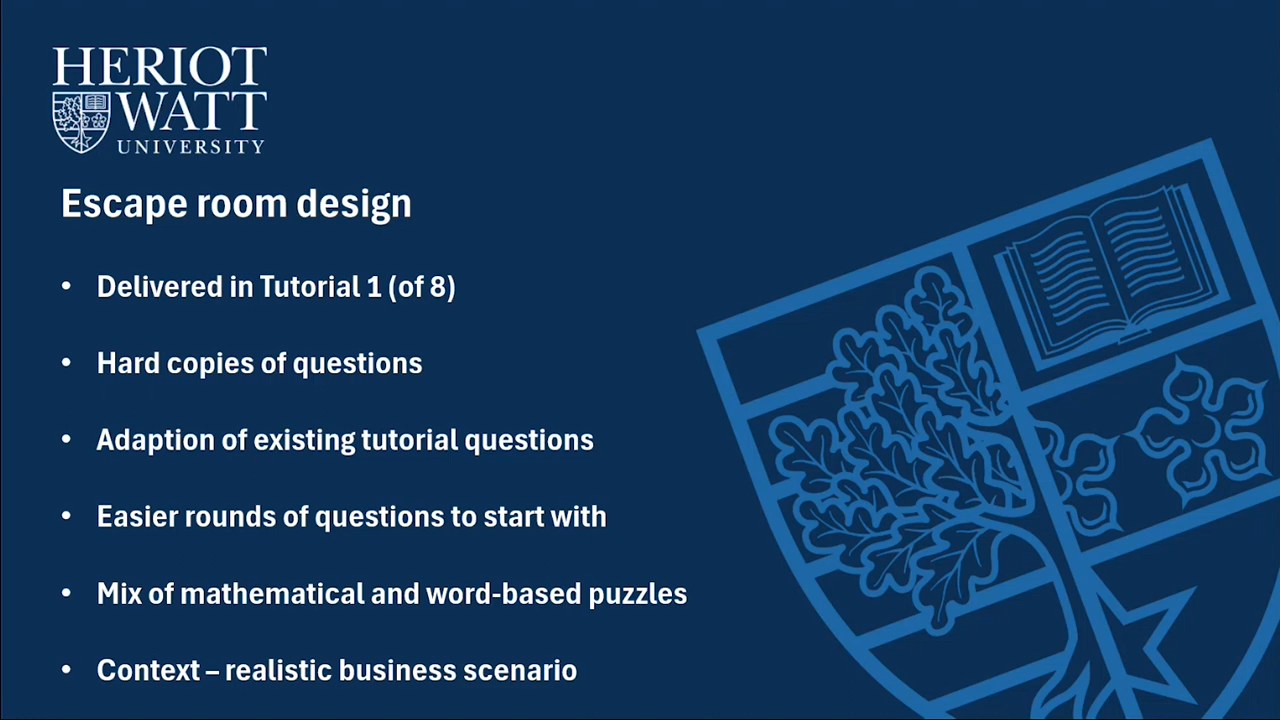 HERIOT
WATT
UNIVERSITY
Escape room design
• Delivered in Tutorial 1 (of 8)
• Hard copies of questions
• Adaption of existing tutorial questions
• Easier rounds of questions to start with
• Mix of mathematical and word-based puzzles
• Context – realistic business scenario